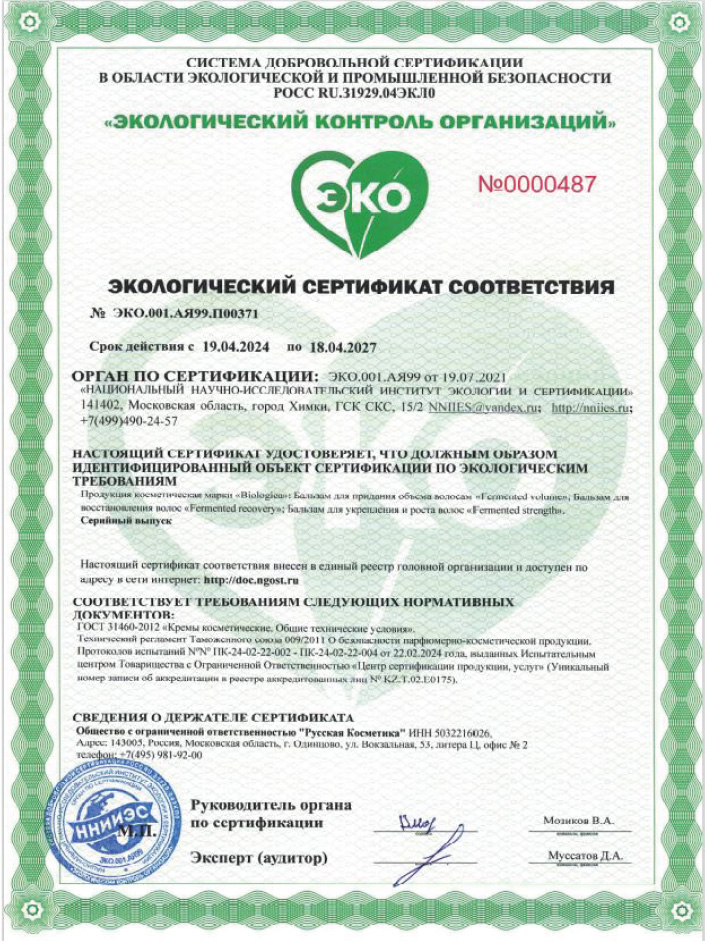 СИСТЕМА ДОБРОВОЛЬНОЙ СЕРТИФИКАЦИИ
В ОБЛАСТИ ЭКОЛОГИЧЕСКОЙ И ПРОМЫШЛЕННОЙ БЕЗОПАСНОСТИ
РОСС RU.31929.04ЭКЛ0
«ЭКОЛОГИЧЕСКИЙ КОНТРОЛЬ ОРГАНИЗАЦИЙ»
ЭКО
№0000487
ЭКОЛОГИЧЕСКИЙ СЕРТИФИКАТ СООТВЕТСТВИЯ
№ ЭКО.001.АЯ99.П00371
Срок действия с 19.04.2024 по 18.04.2027
ОРГАН ПО СЕРТИФИКАЦИИ: ЭКО.001.АЯ99 от 19.07.2021
«НАЦИОНАЛЬНЫЙ НАУЧНО-ИССЛЕДОВАТЕЛЬСКИЙ ИНСТИТУТ ЭКОЛОГИИ И СЕРТИФИКАЦИИ»
141402, Московская область, город Химки, ГСК СКС, 15/2 NNIIES@yandex.ru; http://nniies.ru;
+7(499)490-24-57
НАСТОЯЩИЙ СЕРТИФИКАТ УДОСТОВЕРЯЕТ, ЧТО ДОЛЖНЫМ ОБРАЗОМ
ИДЕНТИФИЦИРОВАННЫЙ ОБЪЕКТ СЕРТИФИКАЦИИ ПО ЭКОЛОГИЧЕСКИМ
ТРЕБОВАНИЯМ
Продукция косметическая марки «Biologica»: Бальзам для придания объема волосам «Fermented volume»; Бальзам для
восстановления волос «Fermented recovery»; Бальзам для укрепления и роста волос «Fermented strength».
Серийный выпуск
Настоящий сертификат соответствия внесен в единый реестр головной организации и доступен по
адресу в сети интернет: http://doc.ngost.ru
СООТВЕТСТВУЕТ ТРЕБОВАНИЯМ СЛЕДУЮЩИХ НОРМАТИВНЫХ
ДОКУМЕНТОВ:
ГОСТ 31460-2012 «Кремы косметические. Общие технические условия».
Технический регламент Таможенного союза 009/2011 О безопасности парфюмерно-косметической продукции.
Протоколов испытаний №№ ПК-24-02-22-002 - ПК-24-02-22-004 от 22.02.2024 года, выданных Испытательным
центром Товарищества с Ограниченной Ответственностью «Центр сертификации продукции, услуг» (Уникальный
номер записи об аккредитации в реестре аккредитованных лиц № KZ.T.02.E0175).
СВЕДЕНИЯ О ДЕРЖАТЕЛЕ СЕРТИФИКАТА
Общество с ограниченной ответственностью "Русская Косметика" ИНН 5032216026,
Адрес: 143005, Россия, Московская область, г. Одинцово, ул. Вокзальная, 53, литера Ц, офис № 2
телефон: +7(495) 981-92-00
ННИИЭС
ЭКО.001.АЯ99
М.П.
Руководитель органа
по сертификации
Мозиков В.А.
Эксперт (аудитор)
Муссатов Д.А.